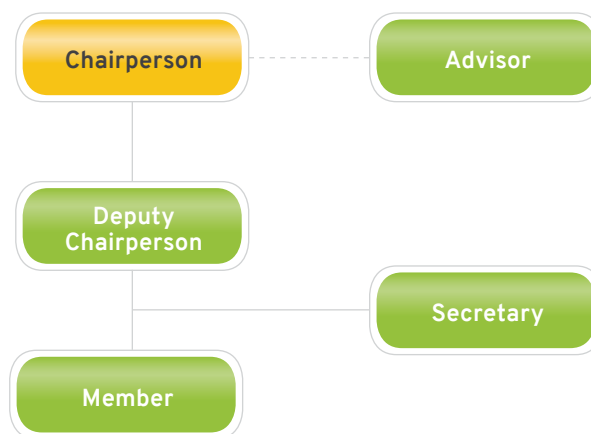 Chairperson
Advisor
Deputy
Chairperson
Secretary
Member